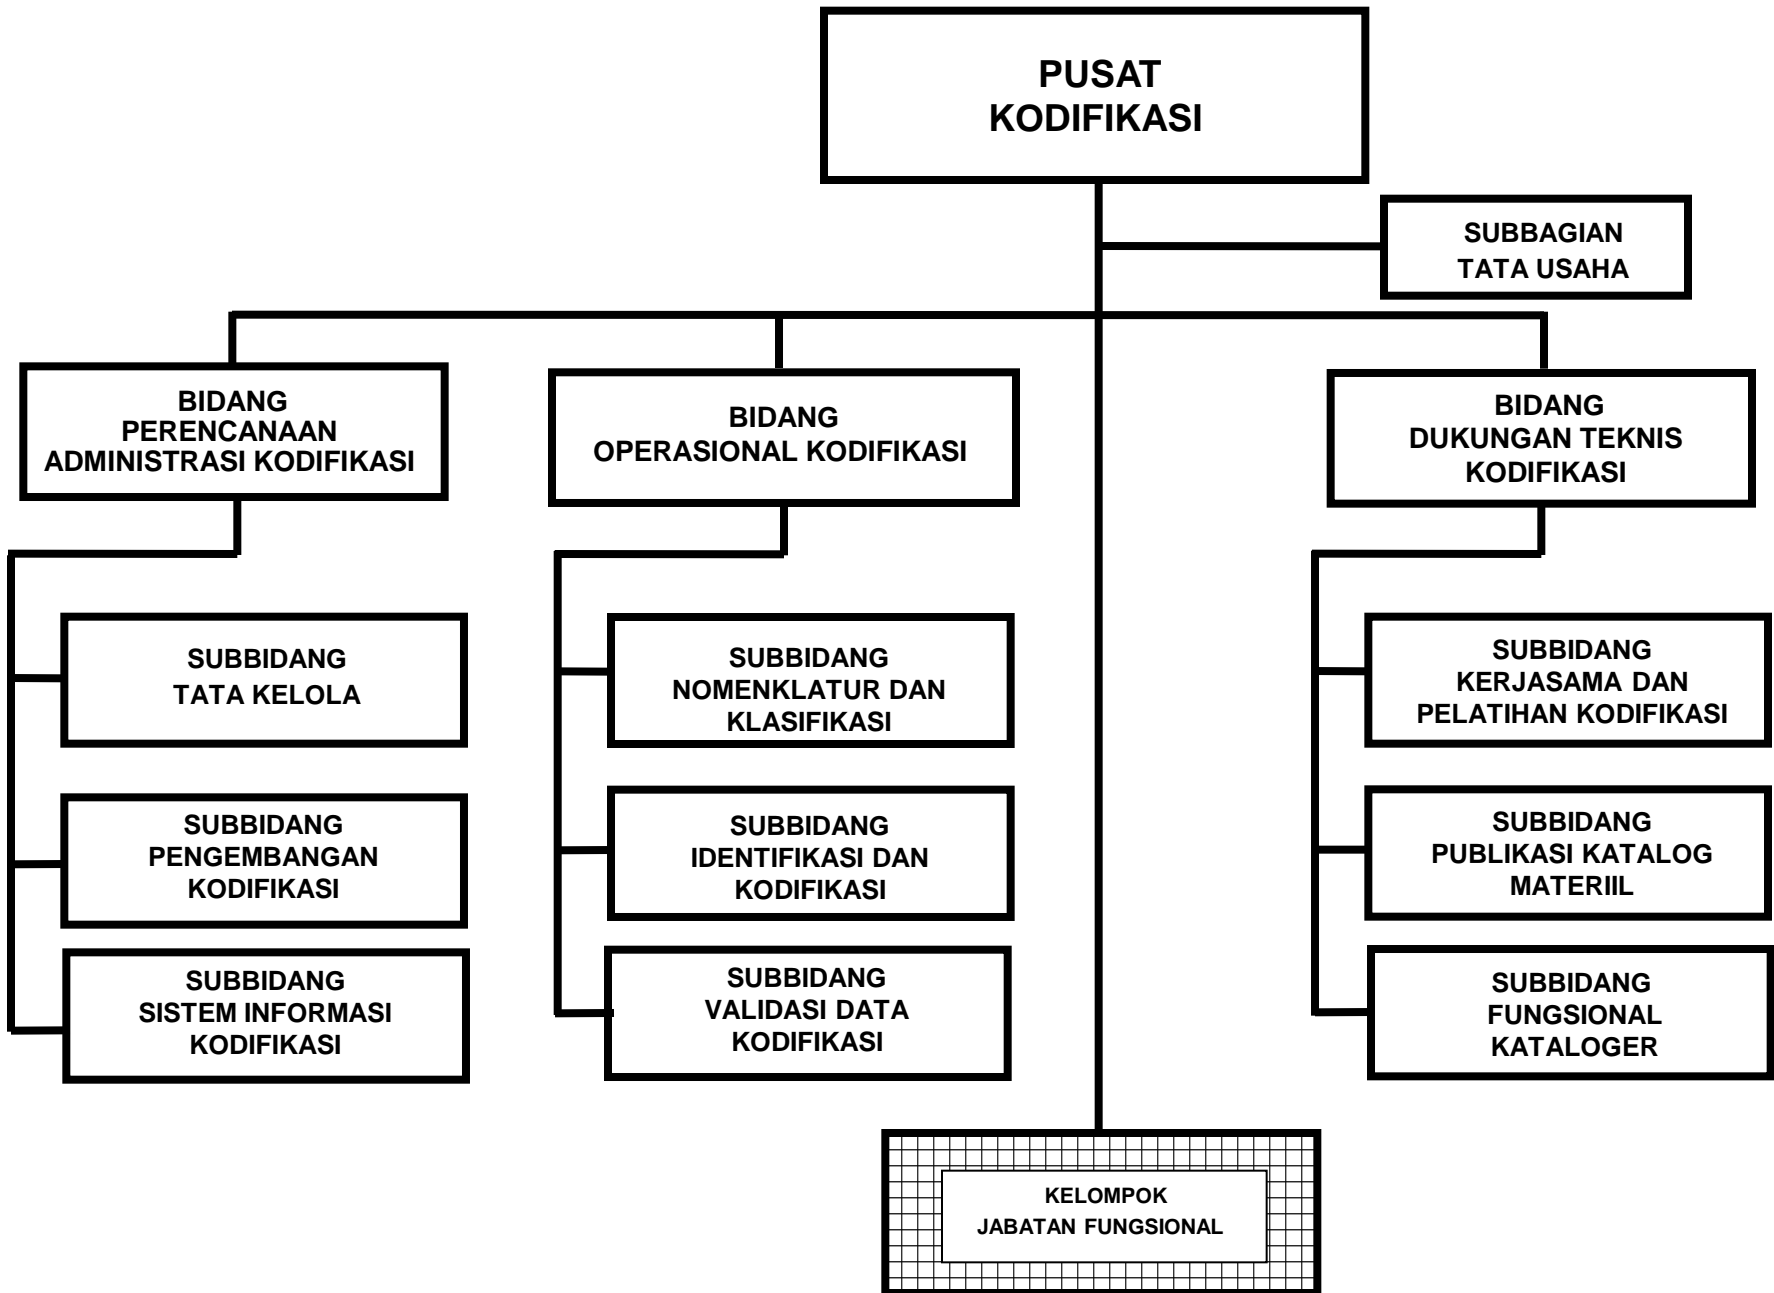 PUSAT
KODIFIKASI
SUBBAGIAN
TATA USAHA
BIDANG
PERENCANAAN
ADMINISTRASI KODIFIKASI
BIDANG
OPERASIONAL KODIFIKASI
BIDANG
DUKUNGAN TEKNIS
KODIFIKASI
SUBBIDANG
TATA KELOLA
SUBBIDANG
NOMENKLATUR DAN
KLASIFIKASI
SUBBIDANG
KERJASAMA DAN
PELATIHAN KODIFIKASI
SUBBIDANG
PENGEMBANGAN
KODIFIKASI
SUBBIDANG
IDENTIFIKASI DAN
KODIFIKASI
SUBBIDANG
PUBLIKASI KATALOG
MATERIIL
SUBBIDANG
SISTEM INFORMASI
KODIFIKASI
SUBBIDANG
VALIDASI DATA
KODIFIKASI
SUBBIDANG
FUNGSIONAL
KATALOGER
KELOMPOK
JABATAN FUNGSIONAL